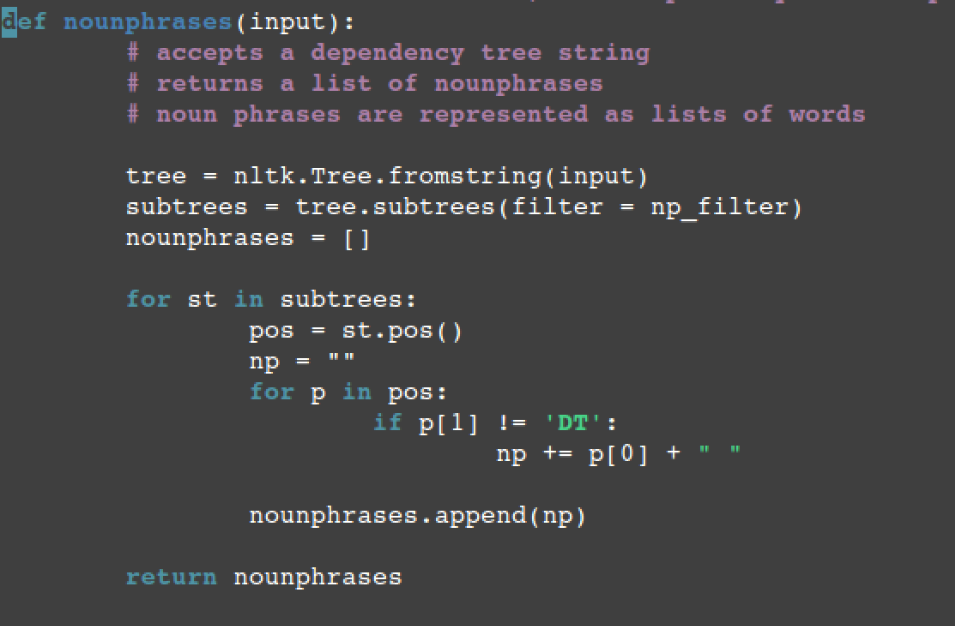 def nounphrases(input):
        # accepts a dependency tree string
        # returns a list of nounphrases
        # noun phrases are represented as lists of words

        tree = nltk.Tree.fromstring(input)
        subtrees = tree.subtrees(filter = np_filter)
        nounphrases = []

        for st in subtrees:
                pos = st.pos()
                np = ""
                for p in pos:
                        if p[1] != 'DT':
                                np += p[0] + " "

                nounphrases.append(np)

        return nounphrases